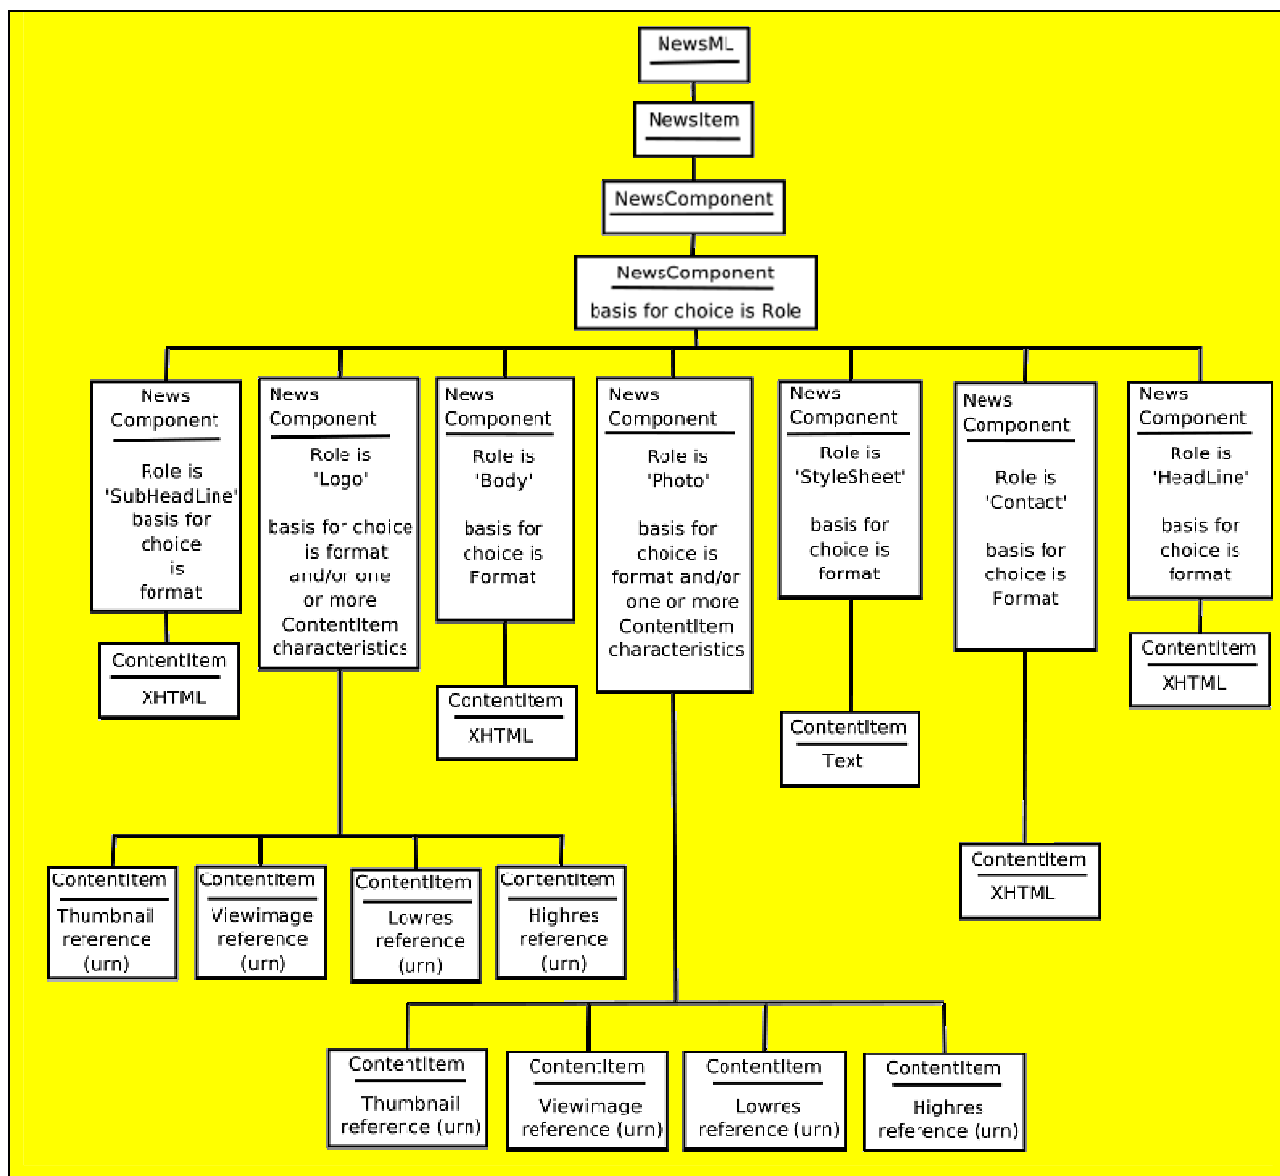 NewsML
NewsItem
NewsComponent
NewsComponent
basis for choice is Role
News
Component
Role is
'SubHeadLine'
basis for
choice
is
format
News
Component
Role is
'Logo'
basis for choice
is format
and/or one
or more
ContentItem
characteristics
News
Component
Role is
'Body'
basis for
choice is
Format
News
Component
Role is
'Photo'
basis for
choice is
format and/or
one or more
ContentItem
characteristics
News
Component
Role is
'StyleSheet'
basis for
choice is
format
News
Component
Role is
'Contact'
basis for
choice is
Format
News
Component
Role is
'HeadLine'
basis for
choice is
format
ContentItem
XHTML
ContentItem
XHTML
ContentItem
Text
ContentItem
XHTML
ContentItem
XHTML
ContentItem
Thumbnail
reference
(urn)
ContentItem
Viewimage
reference
(urn)
ContentItem
Lowres
reference
(urn)
ContentItem
Highres
reference
(urn)
ContentItem
Thumbnail
reference (urn)
ContentItem
Viewimage
reference (urn)
ContentItem
Lowres
reference (urn)
ContentItem
Highres
reference (urn)